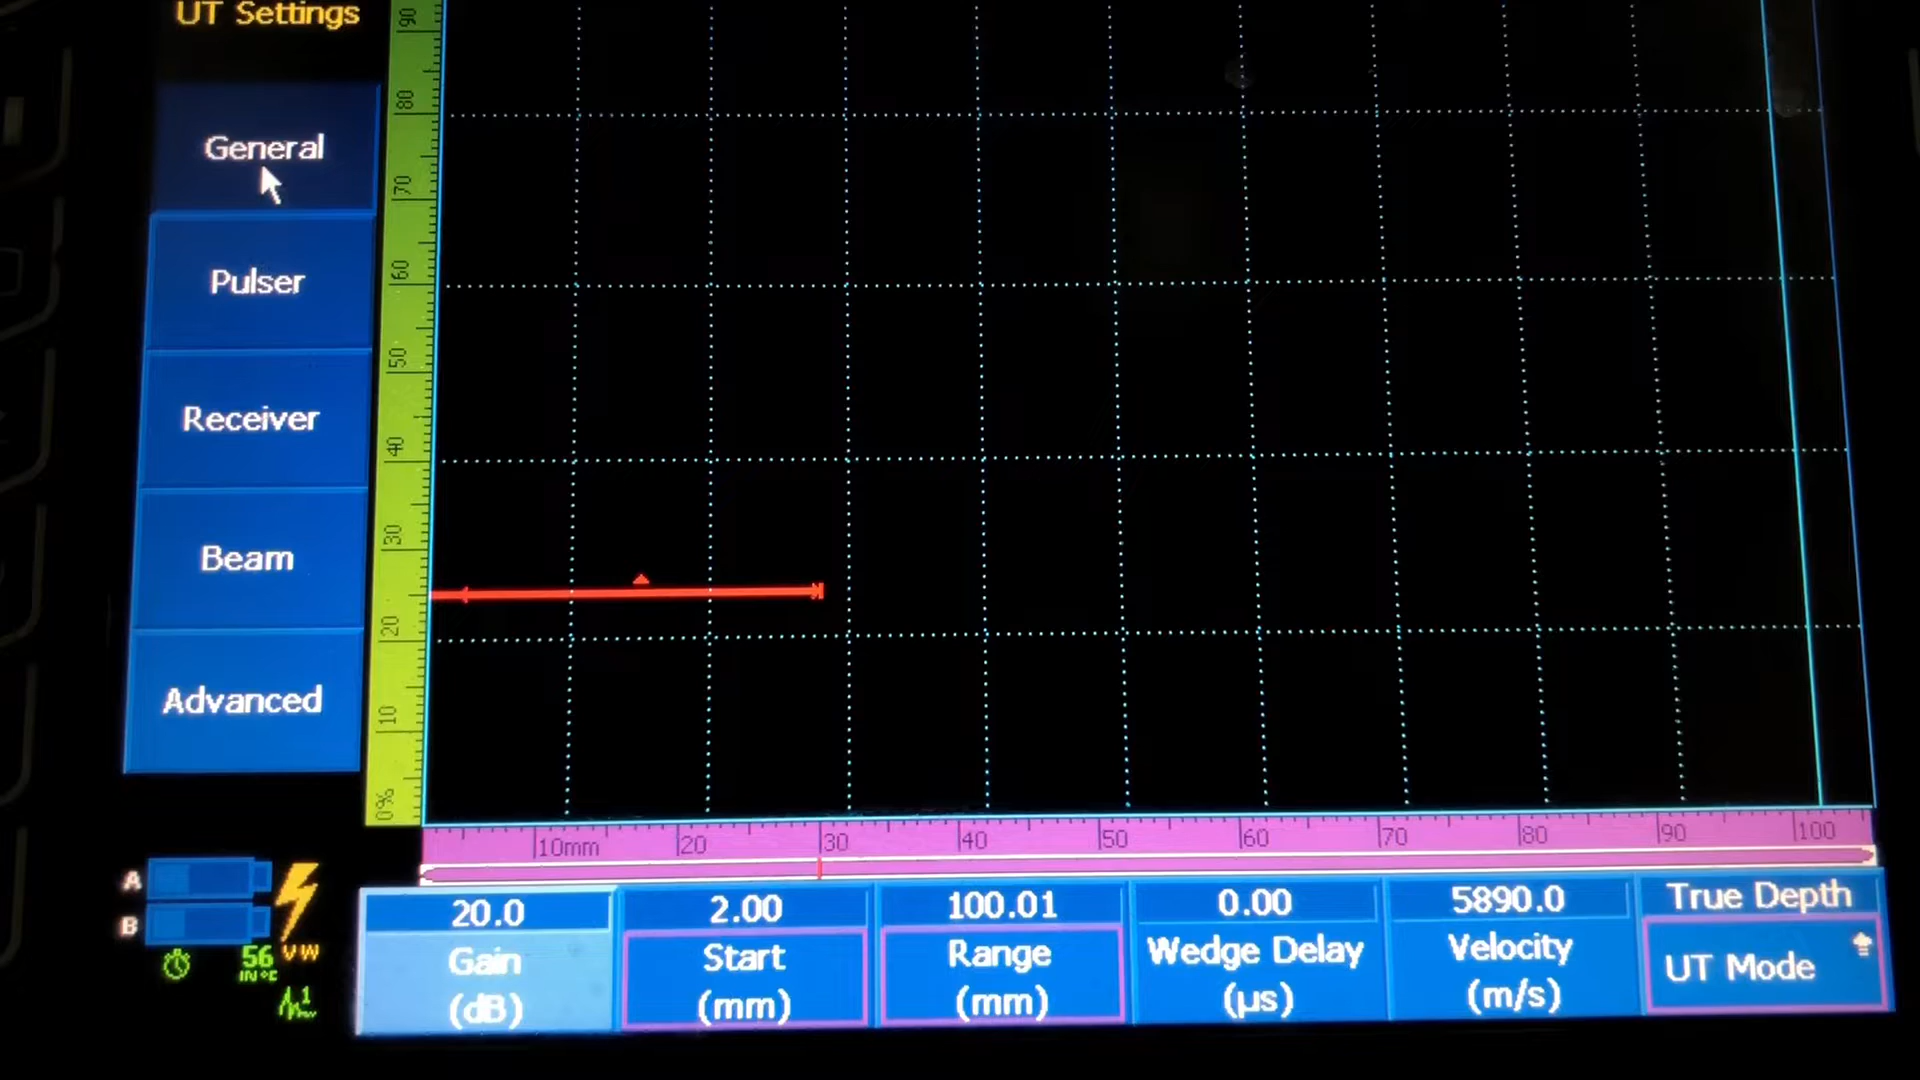 UT Settings
General
Pulser
Receiver
Beam
Advanced
90
80
70
60
50
40
30
20
10
0%
10mm 20 30 40 50 60 70 80 90 100
A
B
56
IN °C
V W
1
20.0 2.00 100.01 0.00 5890.0 True Depth
Gain Start Range Wedge Delay Velocity UT Mode
(dB) (mm) (mm) (µs) (m/s)